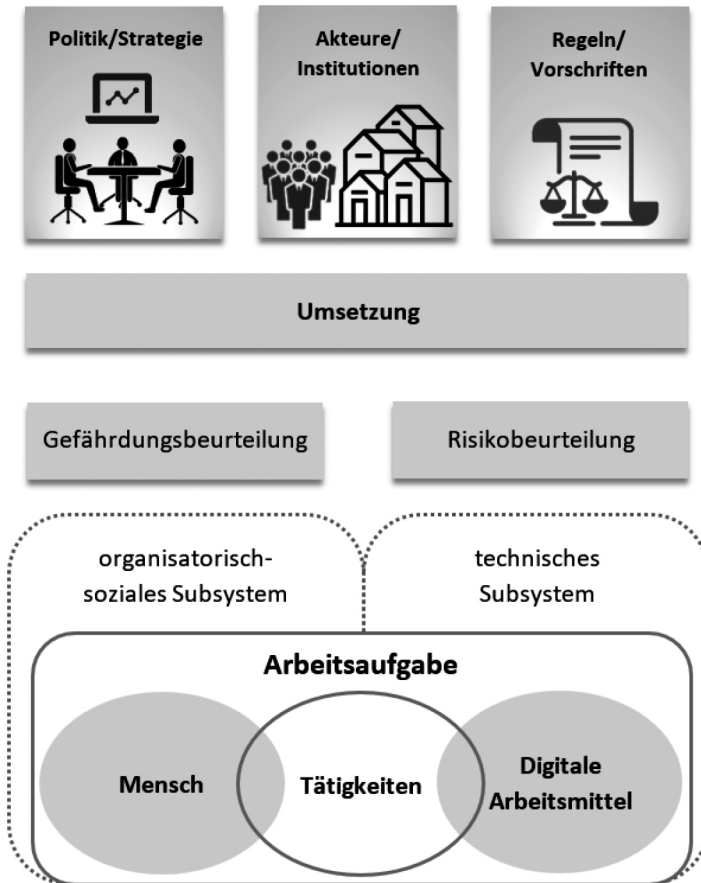 Politik/Strategie
Akteure/
Institutionen
Regeln/
Vorschriften
Umsetzung
Gefährdungsbeurteilung
Risikobeurteilung
organisatorisch-
soziales Subsystem
technisches
Subsystem
Arbeitsaufgabe
Mensch
Tätigkeiten
Digitale
Arbeitsmittel